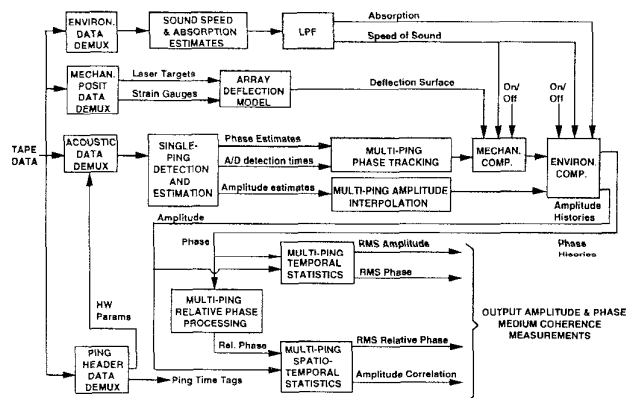 ENVIRON.
DATA
DEMUX
SOUND SPEED
& ABSORPTION
ESTIMATES
LPF
Absorption
Speed of Sound
MECHAN.
POSIT
DATA
DEMUX
Laser Targets
Strain Gauges
ARRAY
DEFLECTION
MODEL
Deflection Surface
On/
Off
On/
Off
TAPE
DATA
ACOUSTIC
DATA
DEMUX
SINGLE-
PING
DETECTION
AND
ESTIMATION
Phase Estimates
A/D detection times
Amplitude estimates
MULTI-PING
PHASE TRACKING
MULTI-PING AMPLITUDE
INTERPOLATION
MECHAN.
COMP.
ENVIRON.
COMP.
Amplitude
Histories
Phase
Hisories
Amplitude
Phase
MULTI-PING
TEMPORAL
STATISTICS
RMS Amplitude
RMS Phase
MULTI-PING
RELATIVE PHASE
PROCESSING
HW
Params
OUTPUT AMPLITUDE & PHASE
MEDIUM COHERENCE
MEASUREMENTS
Rel. Phase
MULTI-PING
SPATIO-
TEMPORAL
STATISTICS
RMS Relative Phase
Amplitude Correlation
PING
HEADER
DATA
DEMUX
Ping Time Tags